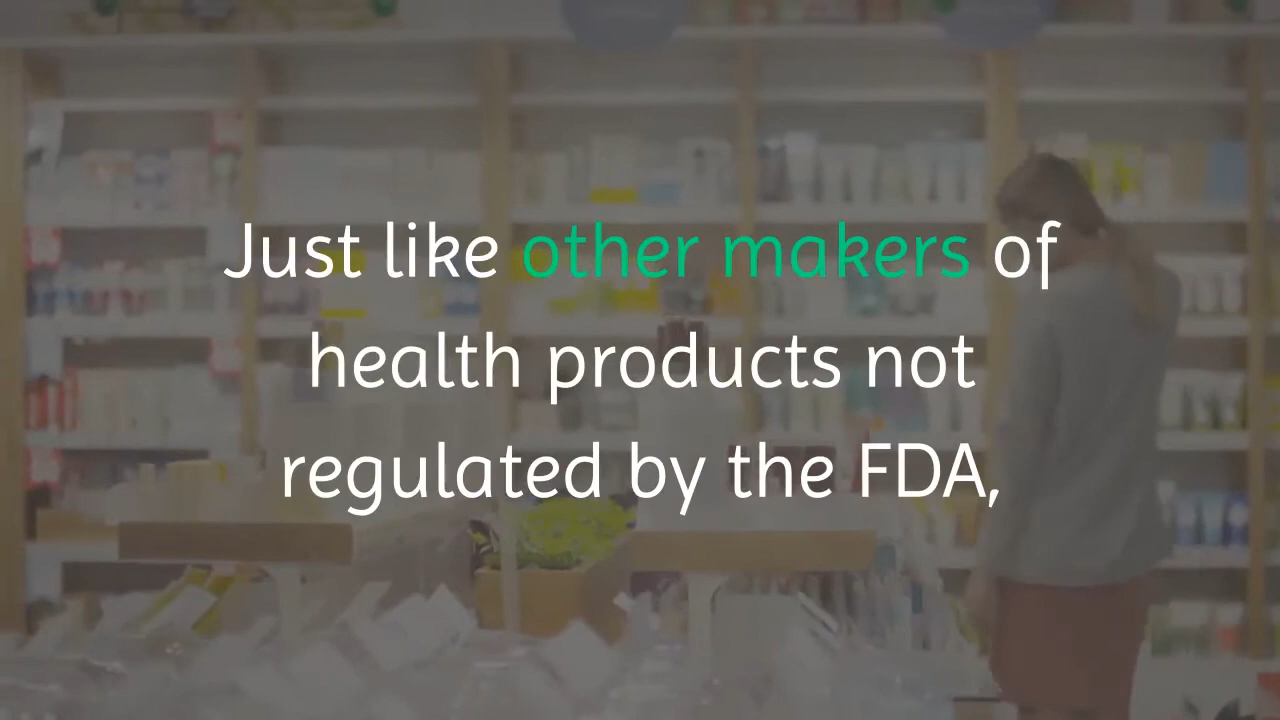 Just like other makers of
health products not
regulated by the FDA,